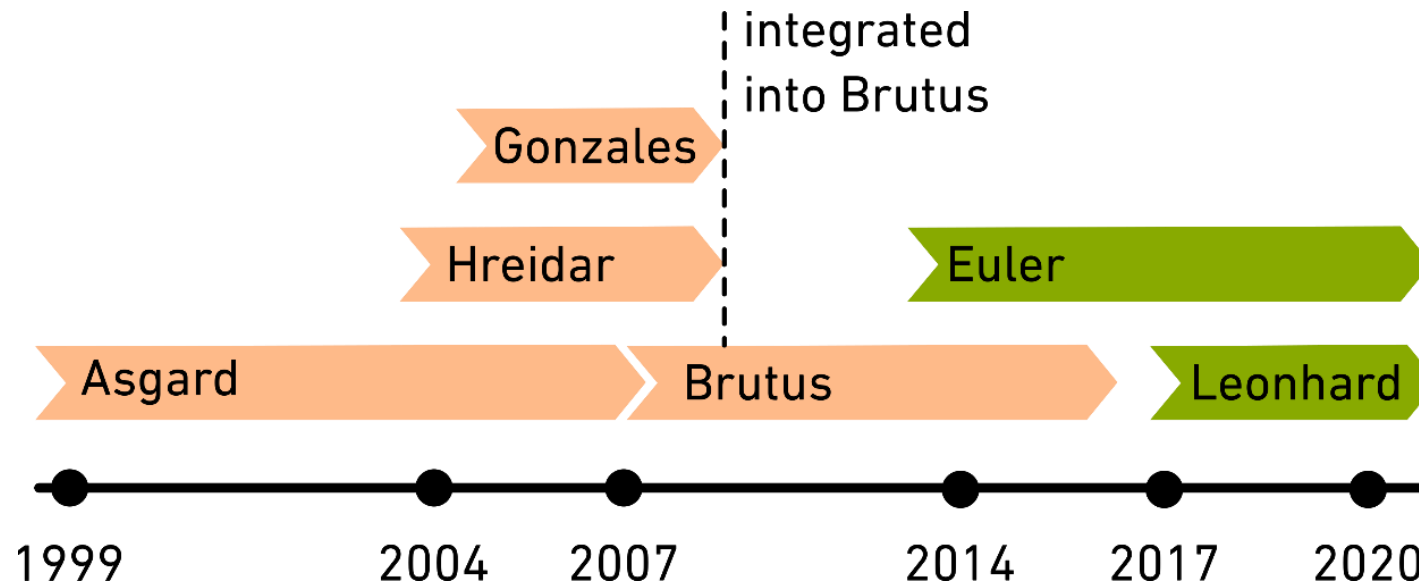 integrated
into Brutus
Gonzales
Hreidar
Euler
Asgard
Brutus
Leonhard
1999
2004
2007
2014
2017
2020